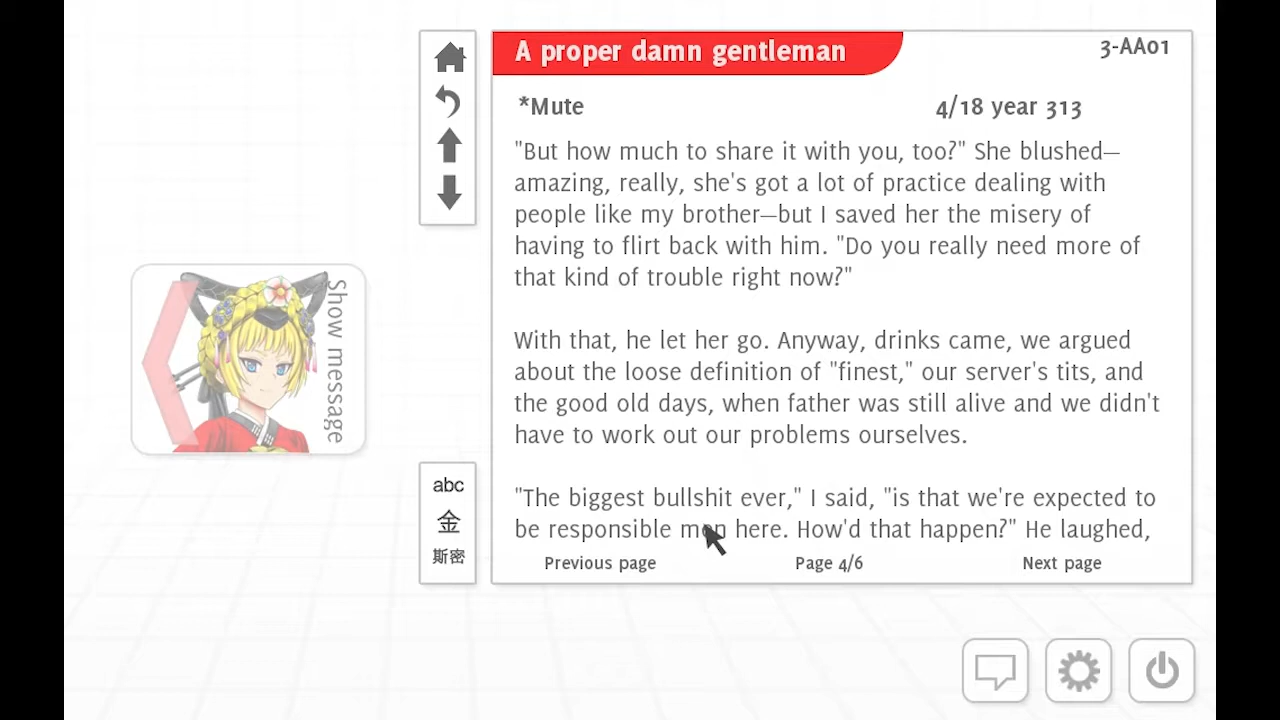 A proper damn gentleman
3-AA01
*Mute
4/18 year 313
"But how much to share it with you, too?" She blushed—
amazing, really, she's got a lot of practice dealing with
people like my brother—but I saved her the misery of
having to flirt back with him. "Do you really need more of
that kind of trouble right now?"
With that, he let her go. Anyway, drinks came, we argued
about the loose definition of "finest," our server's tits, and
the good old days, when father was still alive and we didn't
have to work out our problems ourselves.
"The biggest bullshit ever," I said, "is that we're expected to
be responsible men here. How'd that happen?" He laughed,
Previous page
Page 4/6
Next page
Show message
abc
金
斯密